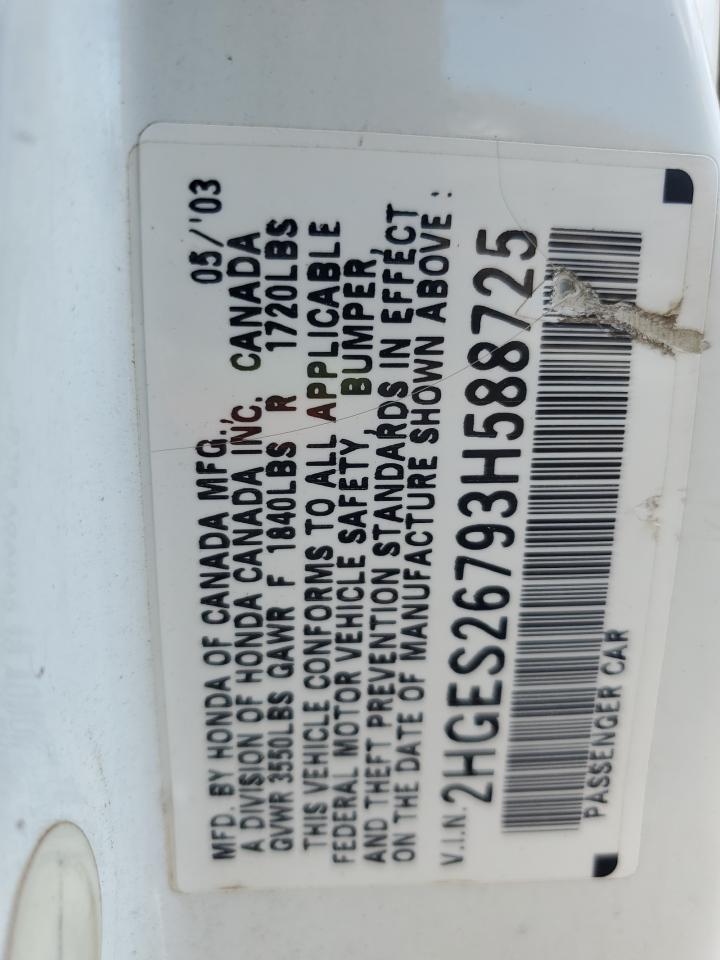 MFD. BY HONDA OF CANADA MFG., 05/'03
A DIVISION OF HONDA CANADA INC, CANADA
GVWR 3550LBS GAWR F 1840LBS R 1720LBS
THIS VEHICLE CONFORMS TO ALL APPLICABLE
FEDERAL MOTOR VEHICLE SAFETY, BUMPER,
AND THEFT PREVENTION STANDARDS IN EFFECT
ON THE DATE OF MANUFACTURE SHOWN ABOVE :
V.I.N. 2HGES26793H588725
PASSENGER CAR